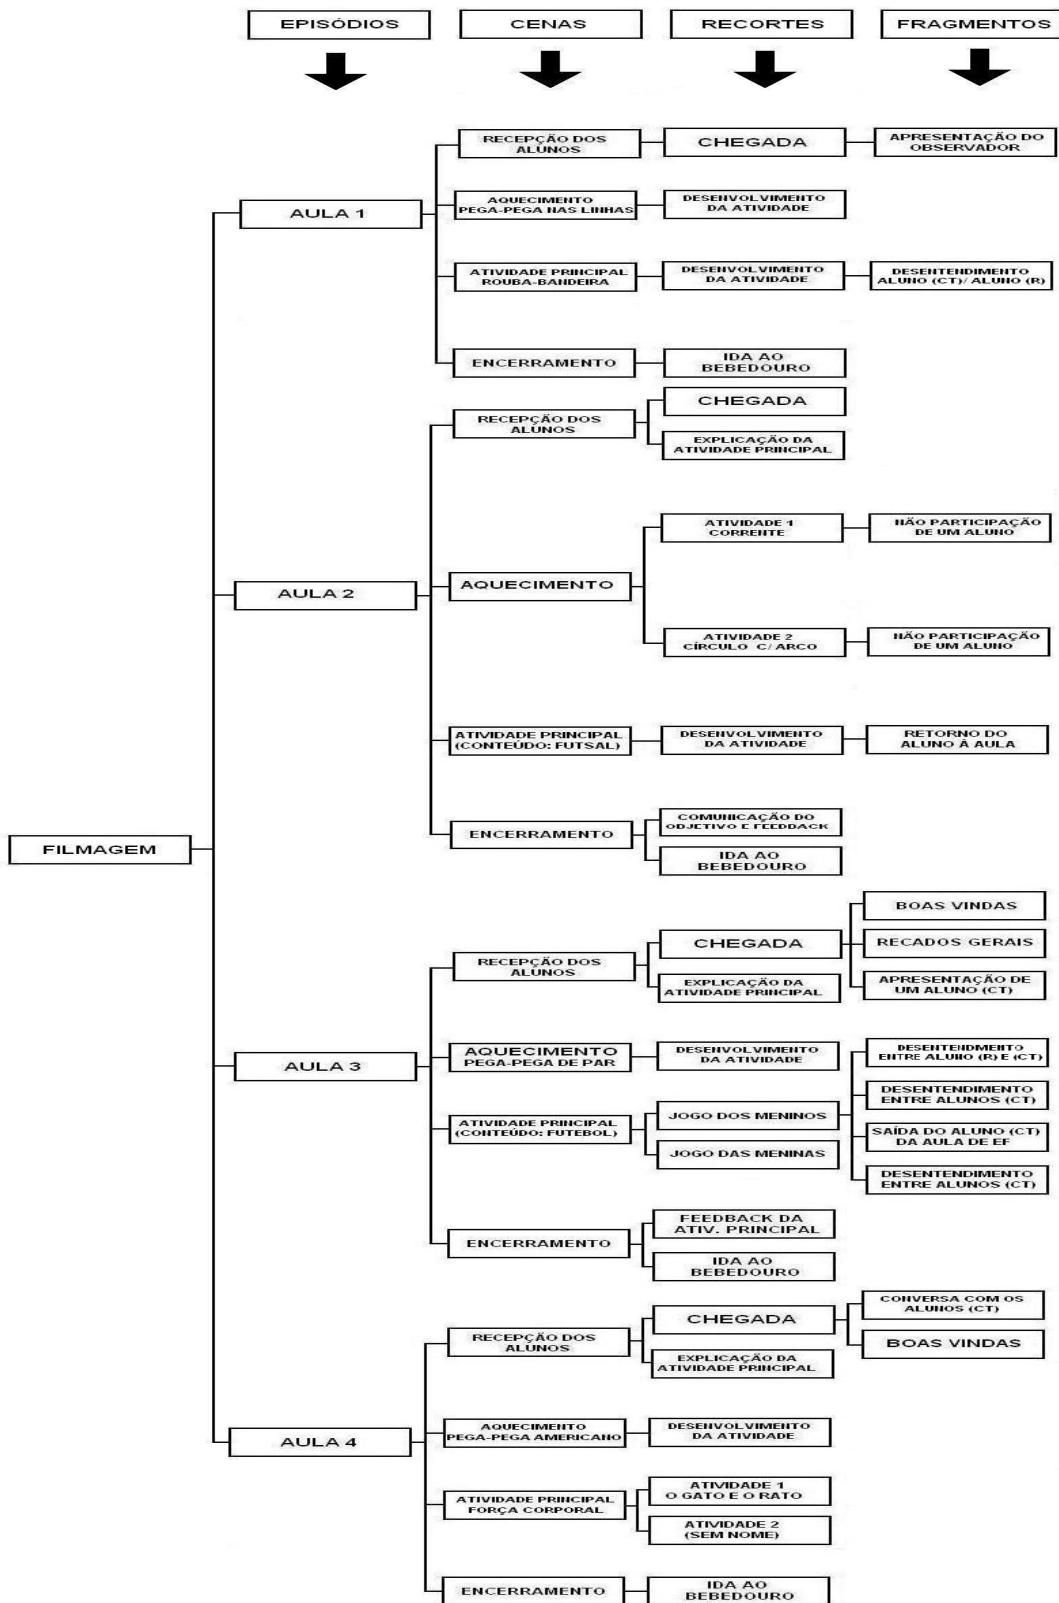 EPISÓDIOS
CENAS
RECORTES
FRAGMENTOS
FILMAGEM
AULA 1
RECEPÇÃO DOS
ALUNOS
CHEGADA
APRESENTAÇÃO DO
OBSERVADOR
AQUECIMENTO
PEGA-PEGA NAS LINHAS
DESENVOLVIMENTO
DA ATIVIDADE
ATIVIDADE PRINCIPAL
ROUBA-BANDEIRA
DESENVOLVIMENTO
DA ATIVIDADE
DESENTENDIMENTO
ALUNO (CT)/ ALUNO (R)
ENCERRAMENTO
IDA AO
BEBEDOURO
AULA 2
RECEPÇÃO DOS
ALUNOS
CHEGADA
EXPLICAÇÃO DA
ATIVIDADE PRINCIPAL
AQUECIMENTO
ATIVIDADE 1
CORRENTE
NÃO PARTICIPAÇÃO
DE UM ALUNO
ATIVIDADE 2
CÍRCULO C/ ARCO
NÃO PARTICIPAÇÃO
DE UM ALUNO
ATIVIDADE PRINCIPAL
(CONTEÚDO: FUTSAL)
DESENVOLVIMENTO
DA ATIVIDADE
RETORNO DO
ALUNO À AULA
ENCERRAMENTO
COMUNICAÇÃO DO
OBJETIVO E FEEDBACK
IDA AO
BEBEDOURO
AULA 3
RECEPÇÃO DOS
ALUNOS
CHEGADA
BOAS VINDAS
RECADOS GERAIS
APRESENTAÇÃO DE
UM ALUNO (CT)
EXPLICAÇÃO DA
ATIVIDADE PRINCIPAL
AQUECIMENTO
PEGA-PEGA DE PAR
DESENVOLVIMENTO
DA ATIVIDADE
ATIVIDADE PRINCIPAL
(CONTEÚDO: FUTEBOL)
JOGO DOS MENINOS
DESENTENDMENTO
ENTRE ALUNO (R) E (CT)
DESENTENDIMENTO
ENTRE ALUNOS (CT)
SAÍDA DO ALUNO (CT)
DA AULA DE EF
DESENTENDIMENTO
ENTRE ALUNOS (CT)
JOGO DAS MENINAS
ENCERRAMENTO
FEEDBACK DA
ATIV. PRINCIPAL
IDA AO
BEBEDOURO
AULA 4
RECEPÇÃO DOS
ALUNOS
CHEGADA
CONVERSA COM OS
ALUNOS (CT)
BOAS VINDAS
EXPLICAÇÃO DA
ATIVIDADE PRINCIPAL
AQUECIMENTO
PEGA-PEGA AMERICANO
DESENVOLVIMENTO
DA ATIVIDADE
ATIVIDADE PRINCIPAL
FORÇA CORPORAL
ATIVIDADE 1
O GATO E O RATO
ATIVIDADE 2
(SEM NOME)
ENCERRAMENTO
IDA AO
BEBEDOURO